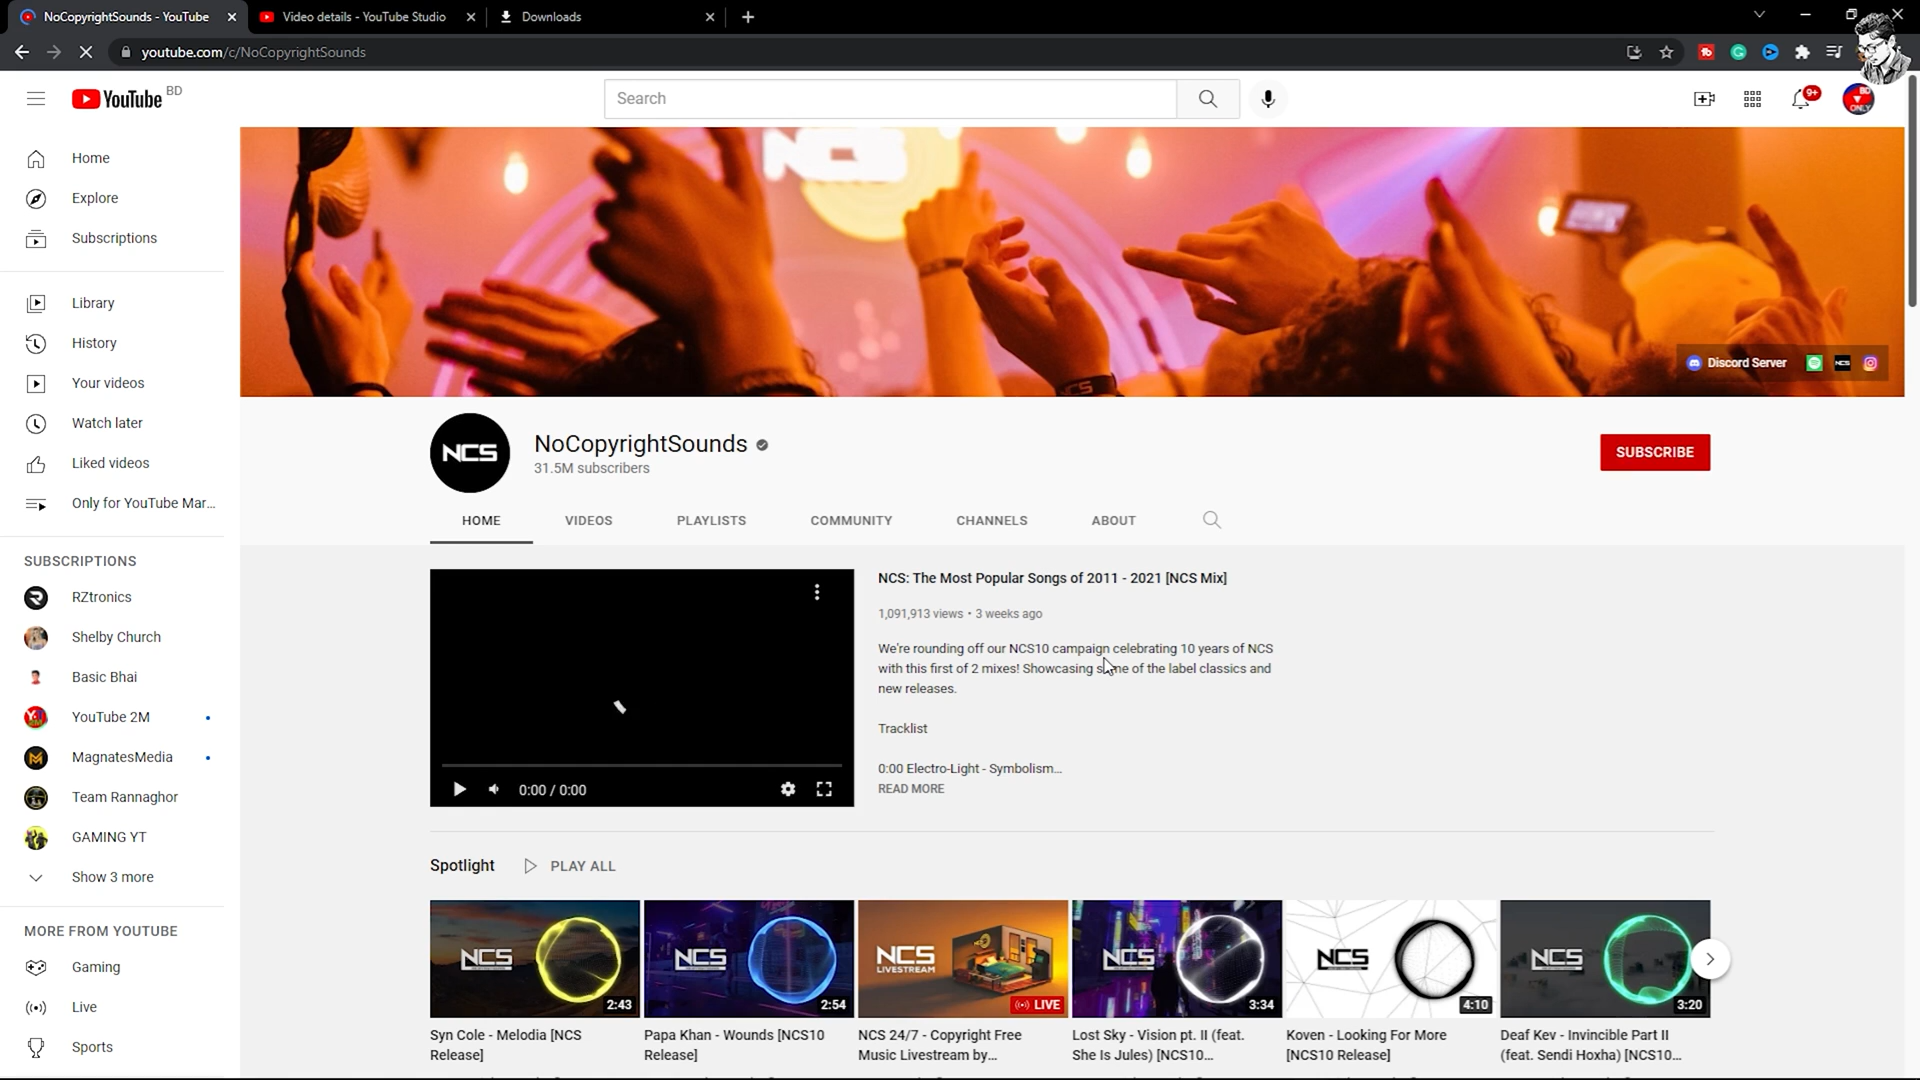 NoCopyrightSounds - YouTube
Video details - YouTube Studio
Downloads
youtube.com/c/NoCopyrightSounds
YouTube BD
Search
9+
Home
Explore
Subscriptions
Library
History
Your videos
Watch later
Liked videos
Only for YouTube Mar...
SUBSCRIPTIONS
RZtronics
Shelby Church
Basic Bhai
YouTube 2M
MagnatesMedia
Team Rannaghor
GAMING YT
Show 3 more
MORE FROM YOUTUBE
Gaming
Live
Sports
NCS
Discord Server
NCS
NoCopyrightSounds
31.5M subscribers
SUBSCRIBE
HOME
VIDEOS
PLAYLISTS
COMMUNITY
CHANNELS
ABOUT
0:00 / 0:00
NCS: The Most Popular Songs of 2011 - 2021 [NCS Mix]
1,091,913 views • 3 weeks ago
We're rounding off our NCS10 campaign celebrating 10 years of NCS
with this first of 2 mixes! Showcasing some of the label classics and
new releases.
Tracklist
0:00 Electro-Light - Symbolism...
READ MORE
Spotlight
PLAY ALL
NCS
2:43
NCS
2:54
NCS
LIVESTREAM
LIVE
NCS
3:34
NCS
4:10
NCS
3:20
Syn Cole - Melodia [NCS
Release]
Papa Khan - Wounds [NCS10
Release]
NCS 24/7 - Copyright Free
Music Livestream by...
Lost Sky - Vision pt. II (feat.
She Is Jules) [NCS10...
Koven - Looking For More
[NCS10 Release]
Deaf Kev - Invincible Part II
(feat. Sendi Hoxha) [NCS10...